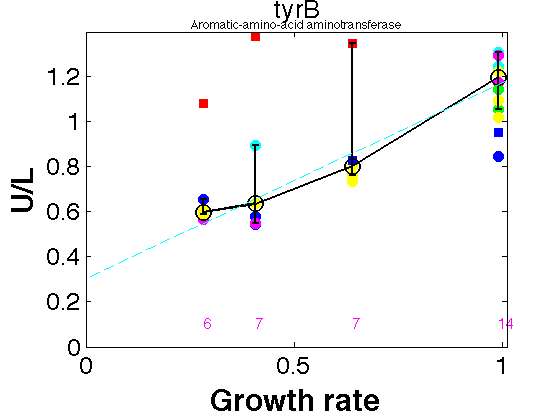 tyrB
Aromatic-amino-acid aminotransferase
U/L
1.2
1
0.8
0.6
0.4
0.2
0
6 7 7 14
0 0.5 1
Growth rate